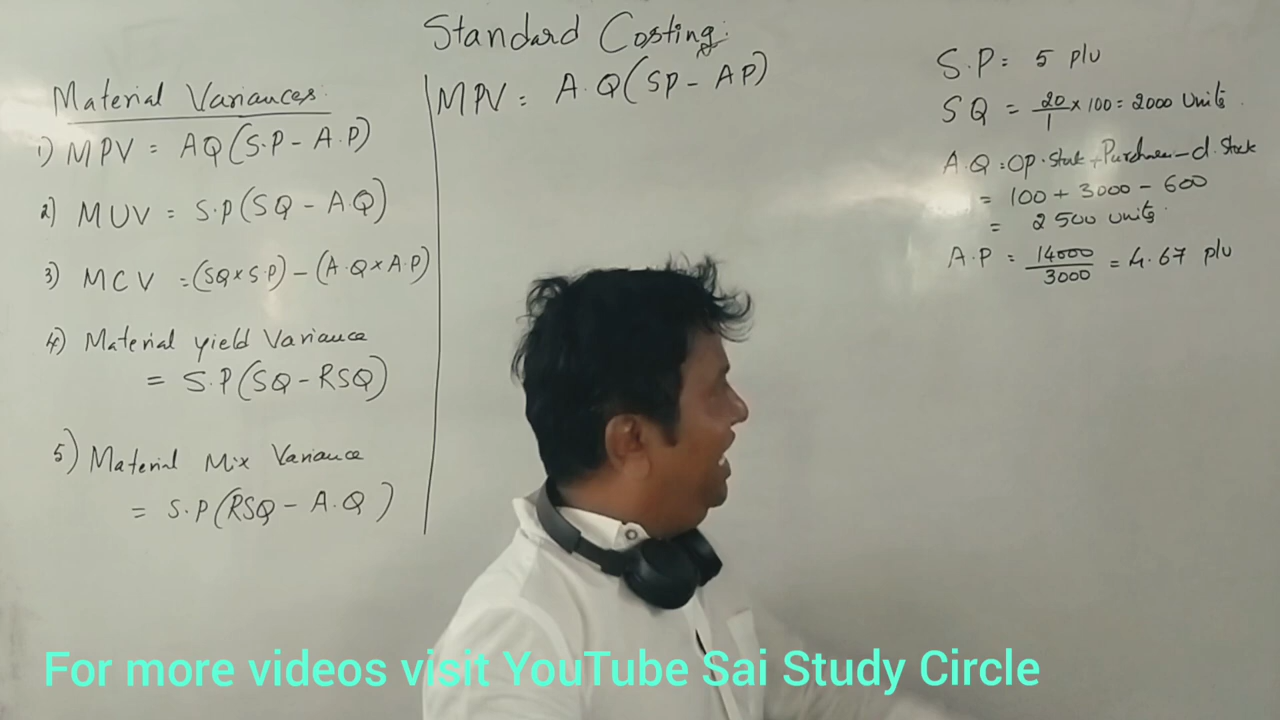 Standard Costing:
Material Variances:
1) MPV = AQ(S.P - A.P)
2) MUV = S.P(SQ - A.Q)
3) MCV = (SQ×S.P) - (A.Q×A.P)
4) Material yield Variance
= S.P(SQ - RSQ)
5) Material Mix Variance
= S.P(RSQ - A.Q)
MPV = A.Q(SP - AP)
S.P = 5 p/u
SQ = 20/1 × 100 = 2000 Units.
A.Q = Op. Stock + Purchases - cl. Stock
= 100 + 3000 - 600
= 2500 units.
A.P = 14000/3000 = 4.67 p/u
For more videos visit YouTube Sai Study Circle